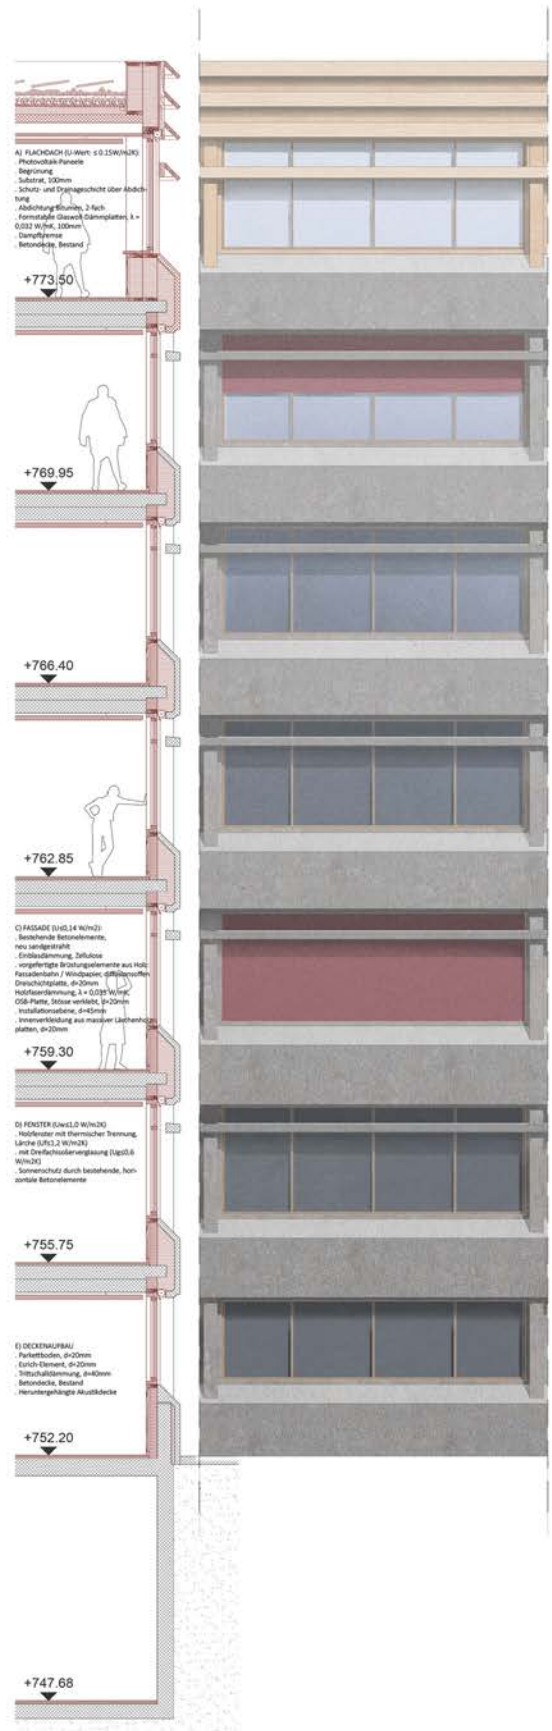 A) FLACHDACH (U-Wert: ≤ 0.15W/m2K)
. Photovoltaik-Paneele
. Begrünung
. Substrat, 100mm
. Schutz- und Drainageschicht über Abdich-
tung
. Abdichtung Bitumen, 2-fach
. Formstabile Glaswoll-Dämmplatten, λ =
0,032 W/mK, 100mm
. Dampfbremse
. Betondecke, Bestand
+773.50
+769.95
+766.40
+762.85
C) FASSADE (U≤0,14 W/m2):
. Bestehende Betonelemente,
neu sandgestrahlt
. Einblasdämmung, Zellulose
. vorgefertigte Brüstungselemente aus Holz:
Fassadenbahn / Windpapier, diffusionsoffen
Dreischichtplatte, d=20mm
Holzfaserdämmung, λ = 0,039 W/mK,
OSB-Platte, Stösse verklebt, d=20mm
. Installationsebene, d=45mm
. Innenverkleidung aus massiver Lärchenholz-
platten, d=20mm
+759.30
D) FENSTER (Uw≤1,0 W/m2K)
. Holzfenster mit thermischer Trennung,
Lärche (Uf≤1,2 W/m2K)
. mit Dreifachisolierverglasung (Ug≤0,6
W/m2K)
. Sonnenschutz durch bestehende, hori-
zontale Betonelemente
+755.75
E) DECKENAUFBAU
. Parkettboden, d=20mm
. Esrich-Element, d=20mm
. Trittschalldämmung, d=40mm
. Betondecke, Bestand
. Heruntergehängte Akustikdecke
+752.20
+747.68